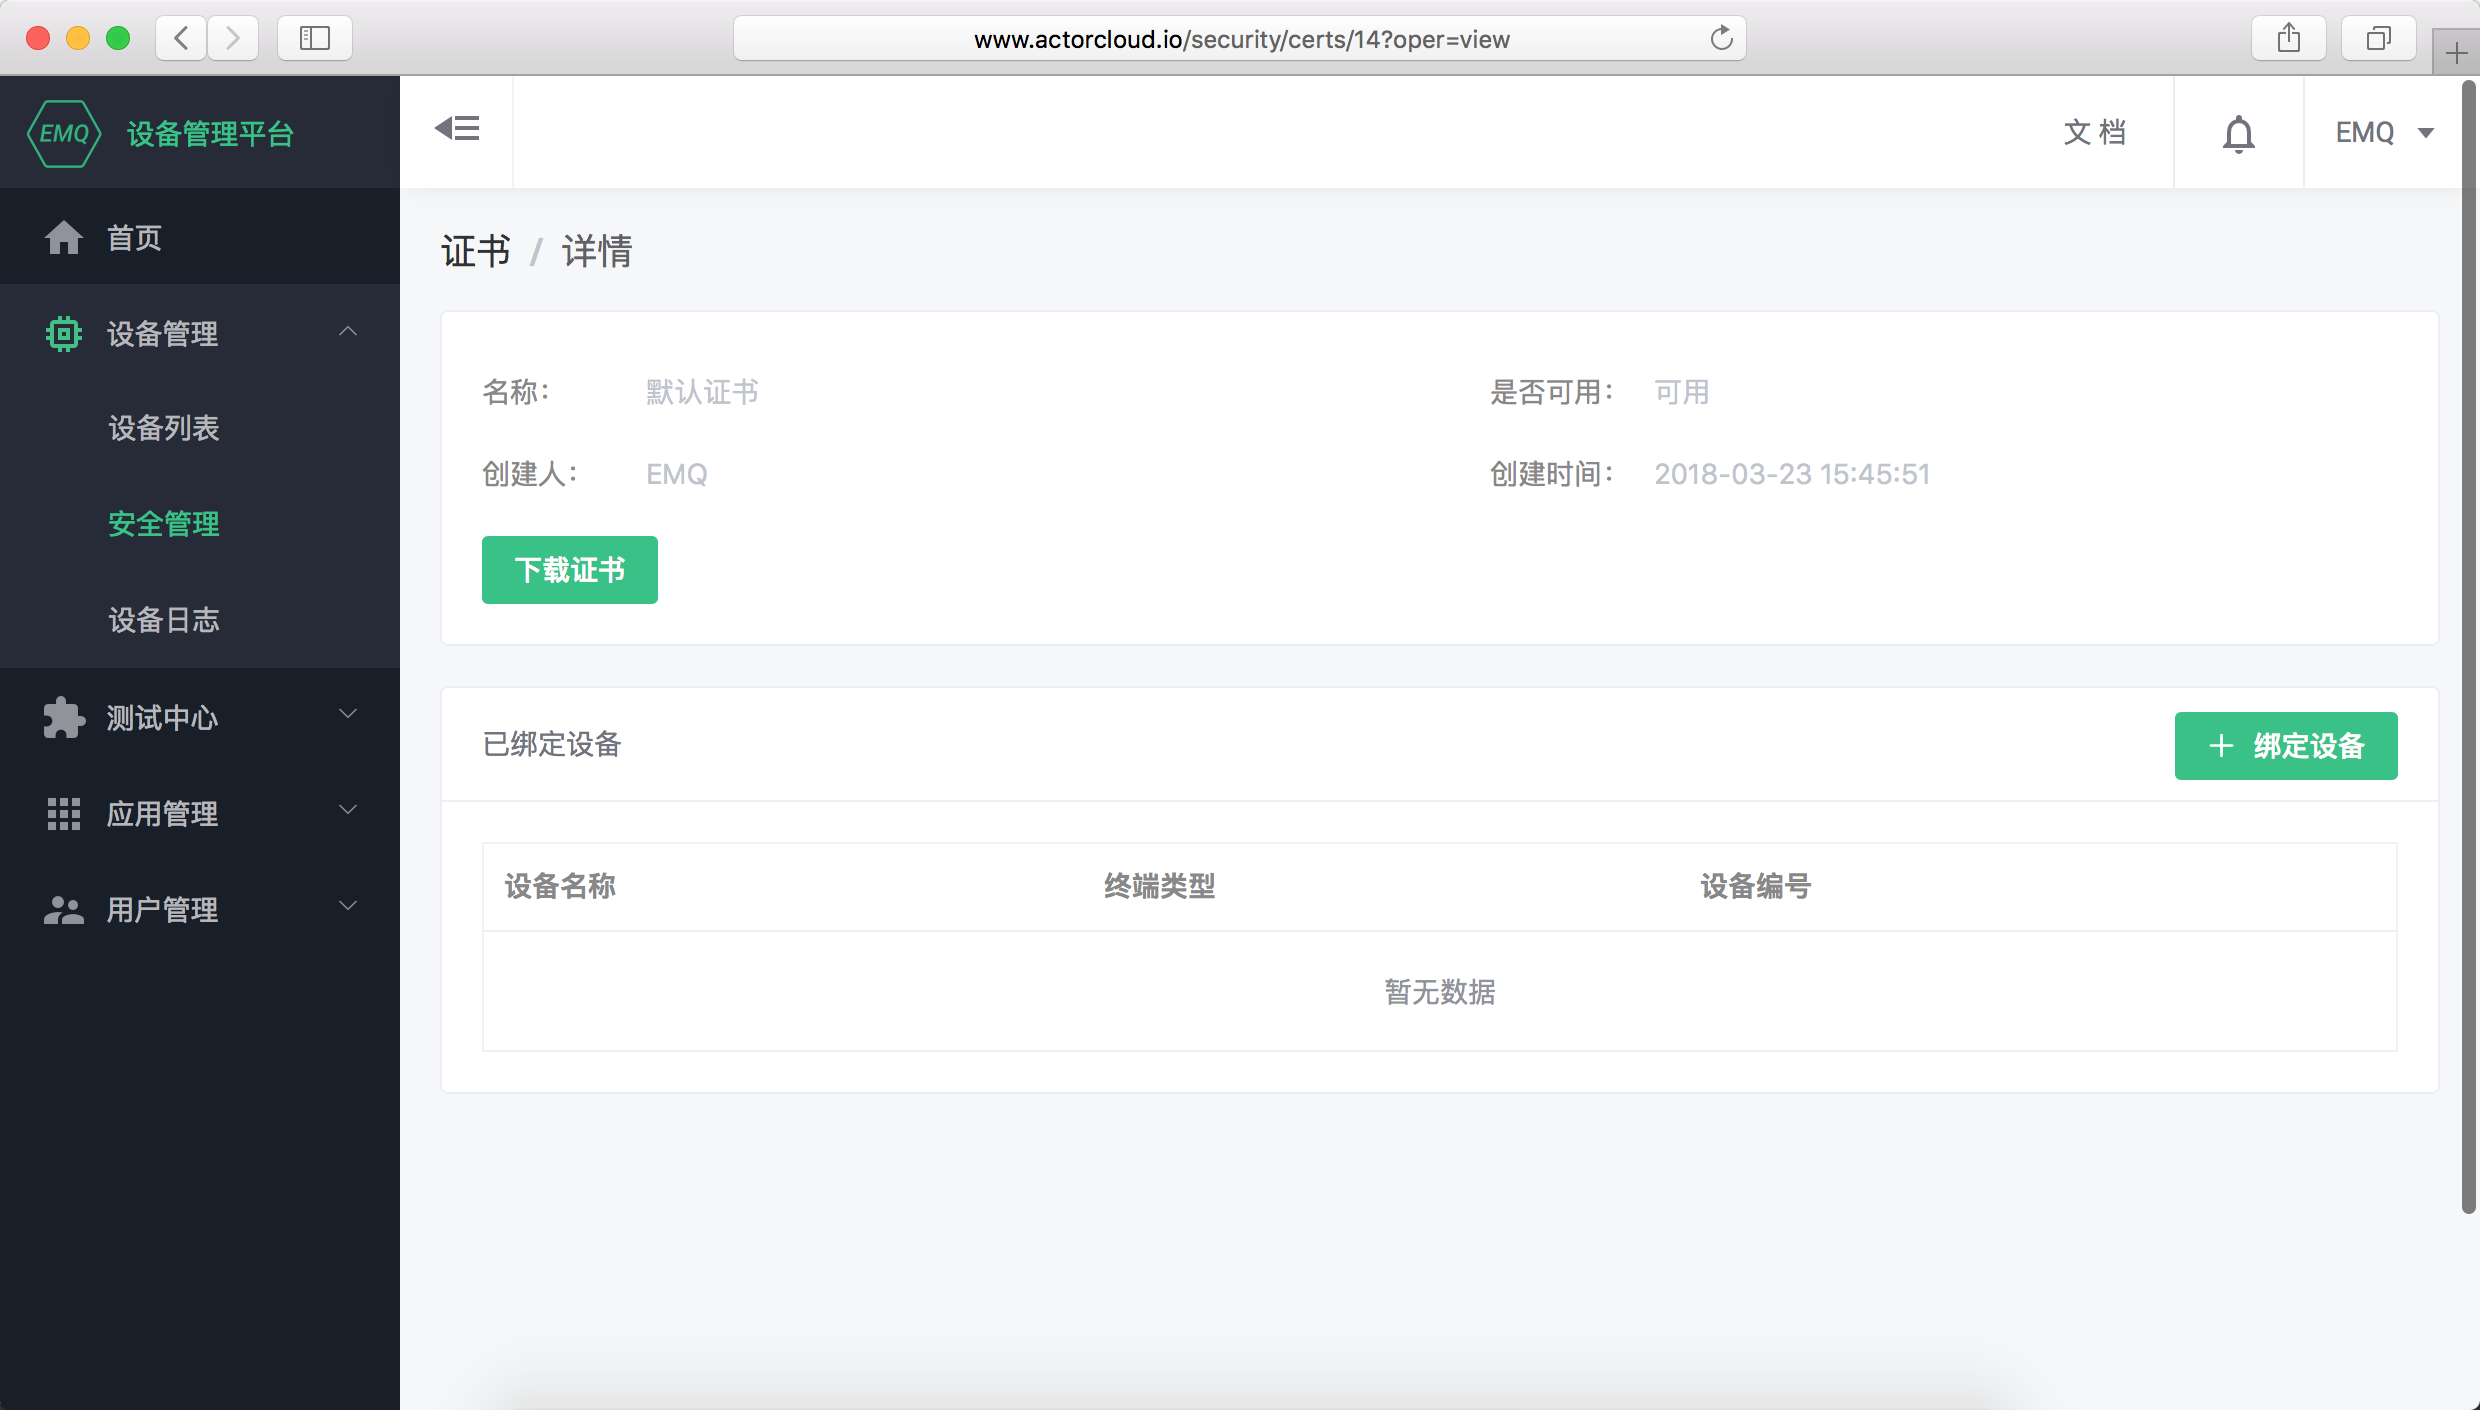 www.actorcloud.io/security/certs/14?oper=view
EMQ 设备管理平台
文 档
EMQ
首页
设备管理
设备列表
安全管理
设备日志
测试中心
应用管理
用户管理
证书 / 详情
名称： 默认证书 是否可用： 可用
创建人： EMQ 创建时间： 2018-03-23 15:45:51
下载证书
已绑定设备 绑定设备
设备名称 终端类型 设备编号
暂无数据